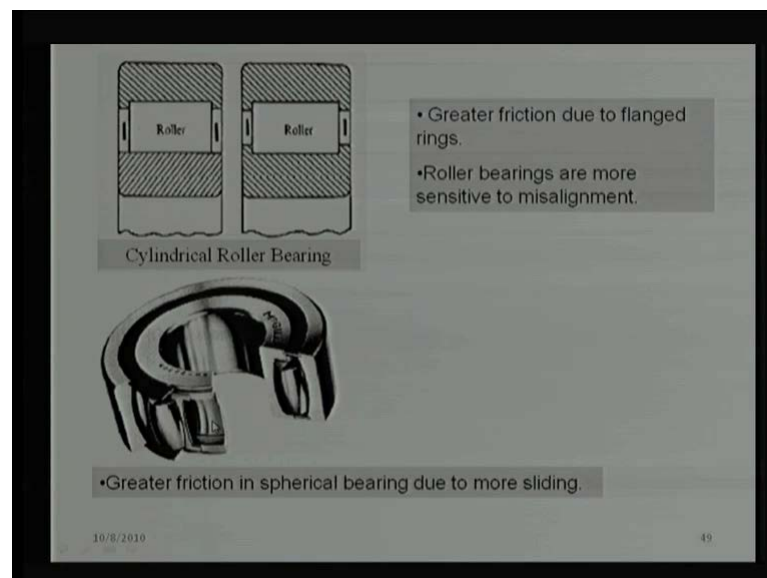 Roller
Roller
Cylindrical Roller Bearing
• Greater friction due to flanged
rings.
•Roller bearings are more
sensitive to misalignment.
•Greater friction in spherical bearing due to more sliding.
10/8/2010
49